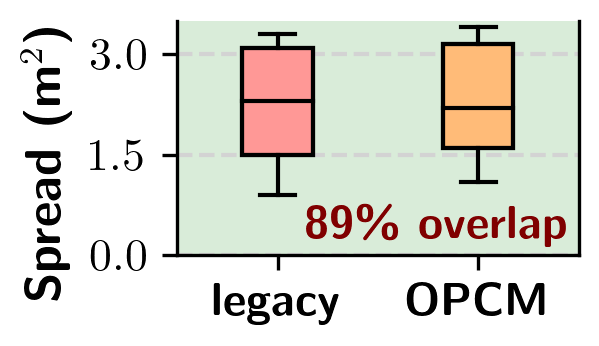 Spread (m²)
3.0
1.5
0.0
89% overlap
legacy OPCM